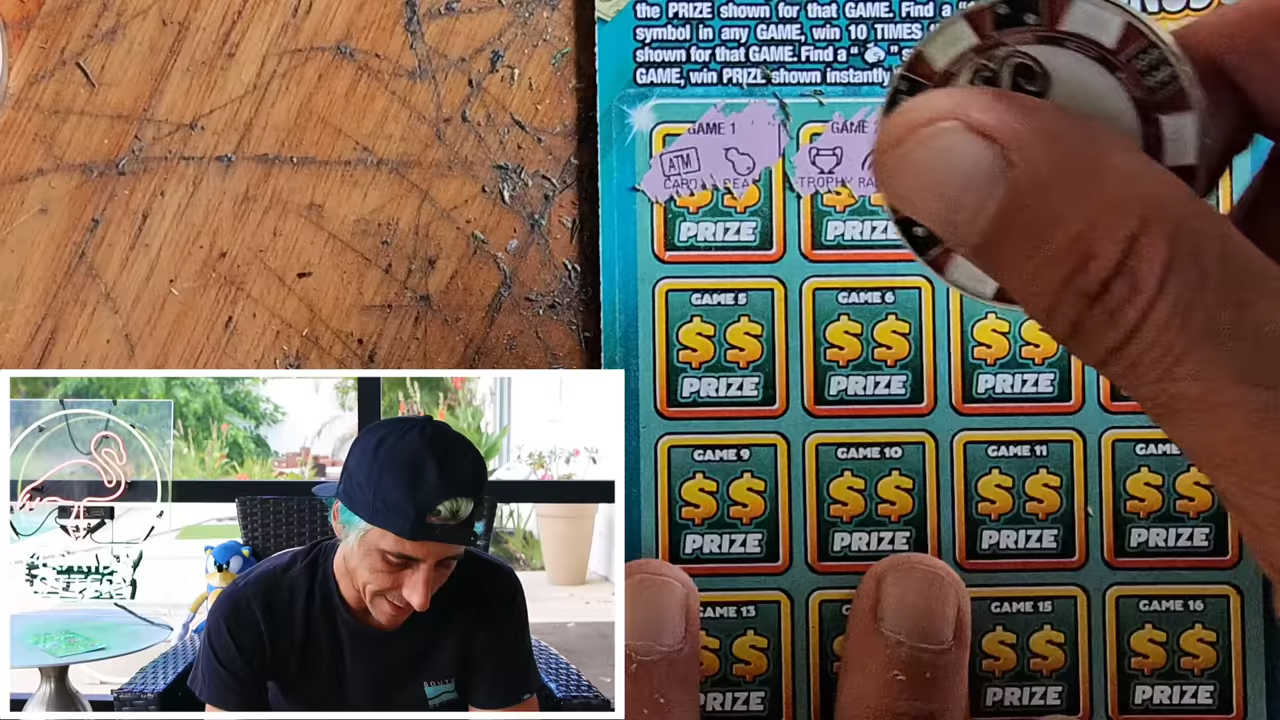 the PRIZE shown for that GAME. Find a
symbol in any GAME, win 10 TIMES
shown for that GAME. Find a " "
GAME, win PRIZE shown instantly
GAME 1
GAME
ATM
CARD
TROPHY
PRIZE
PRIZE
GAME 5
GAME 6
$$
$$
$$
PRIZE
PRIZE
PRIZE
GAME 9
GAME 10
GAME 11
GAME
$$
$$
$$
$$
PRIZE
PRIZE
PRIZE
PRIZE
GAME 13
GAME 15
GAME 16
$$
$$
PRIZE
PRIZE
PRIZE